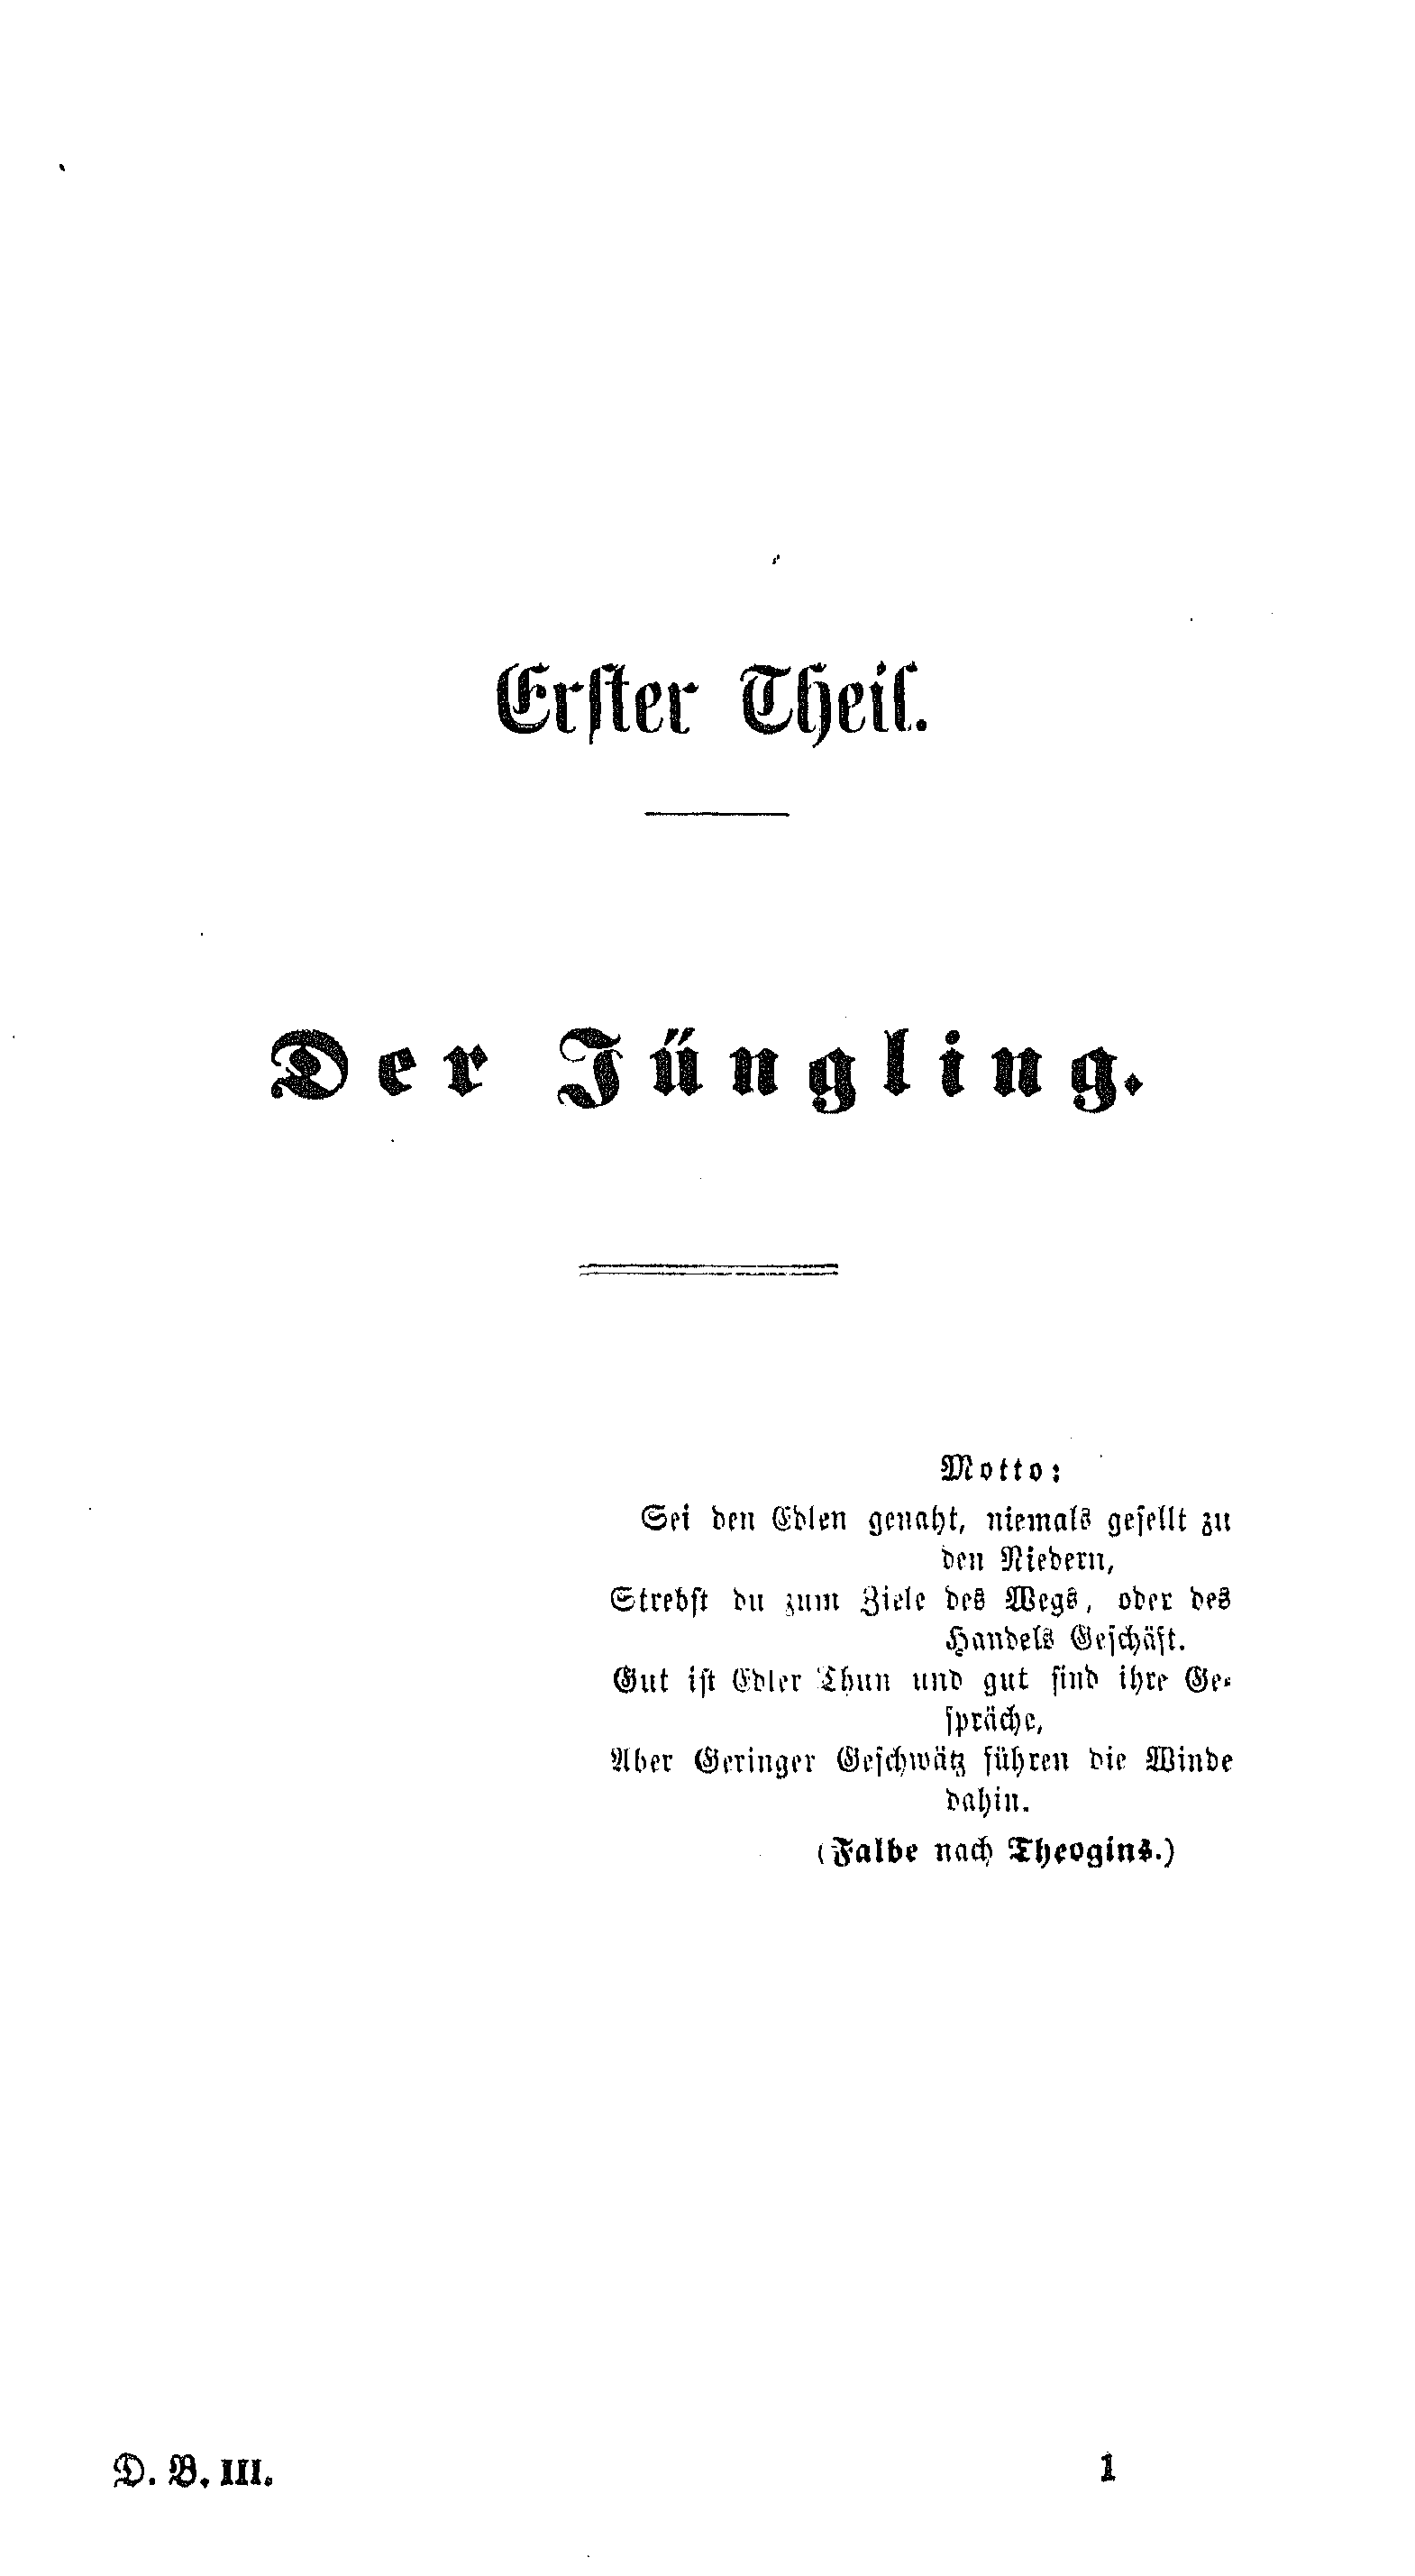 Erſter Theil.
Der Jüngling.
Motto:
Sei den Edlen genaht, niemals geſellt zu
den Niedern,
Strebſt du zum Ziele des Wegs, oder des
Handels Geſchäft.
Gut iſt Edler Thun und gut ſind ihre Ge-
ſpräche,
Aber Geringer Geſchwätz führen die Winde
dahin.
(Falbe nach Theogins.)
D. B. III.
1